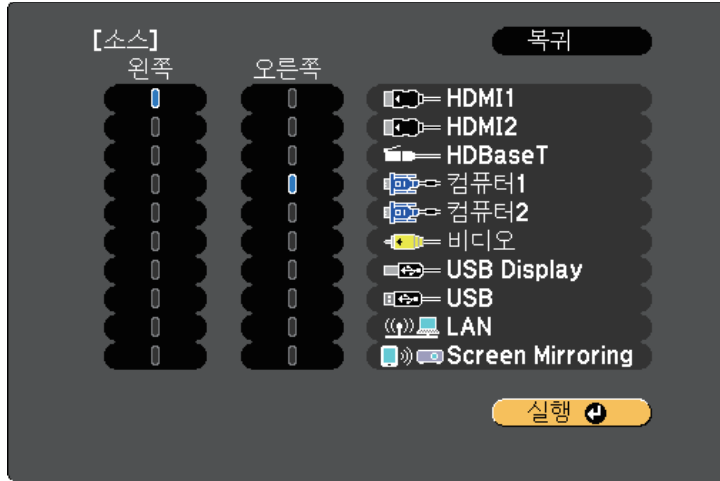 [소스]
복귀
왼쪽 오른쪽
HDMI1
HDMI2
HDBaseT
컴퓨터1
컴퓨터2
비디오
USB Display
USB
LAN
Screen Mirroring
실행